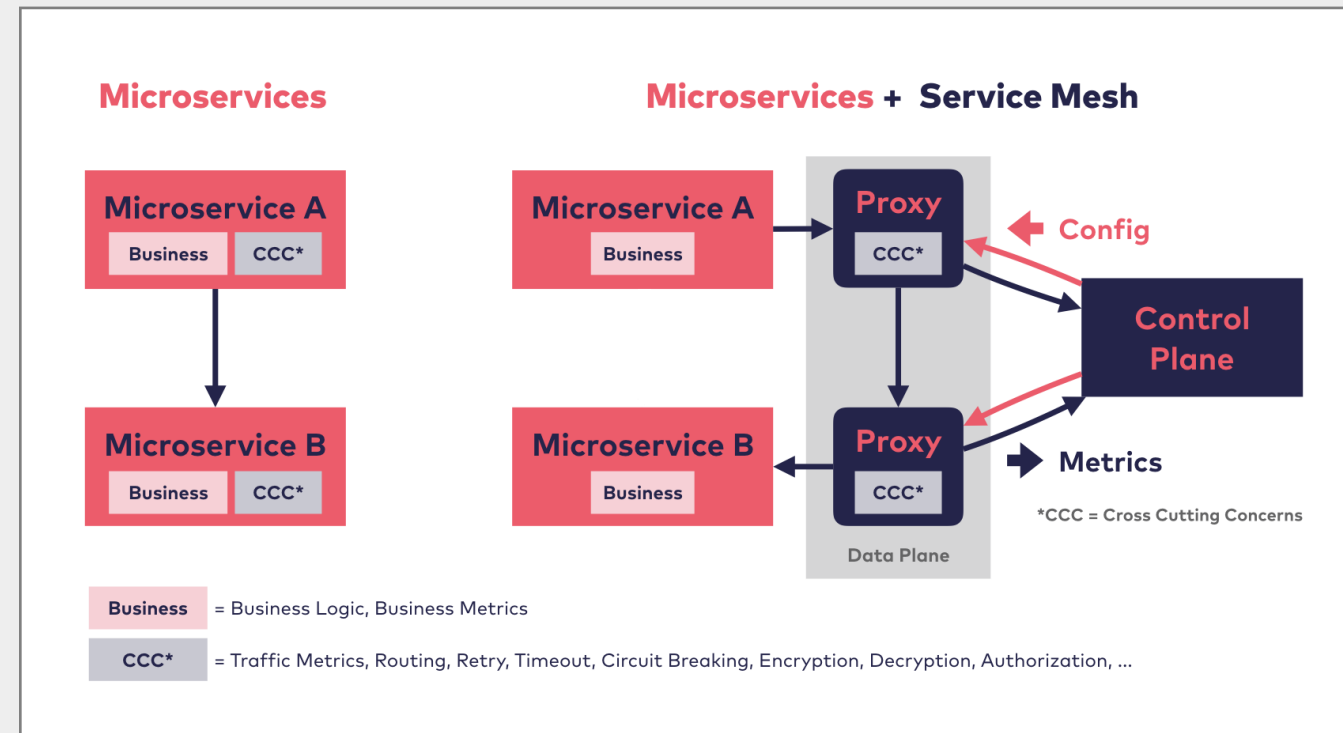 Microservices
Microservices + Service Mesh
Microservice A
Business CCC*
Microservice B
Business CCC*
Microservice A
Business
Proxy
CCC*
Config
Control
Plane
Microservice B
Business
Proxy
CCC*
Metrics
*CCC = Cross Cutting Concerns
Data Plane
Business = Business Logic, Business Metrics
CCC* = Traffic Metrics, Routing, Retry, Timeout, Circuit Breaking, Encryption, Decryption, Authorization, ...